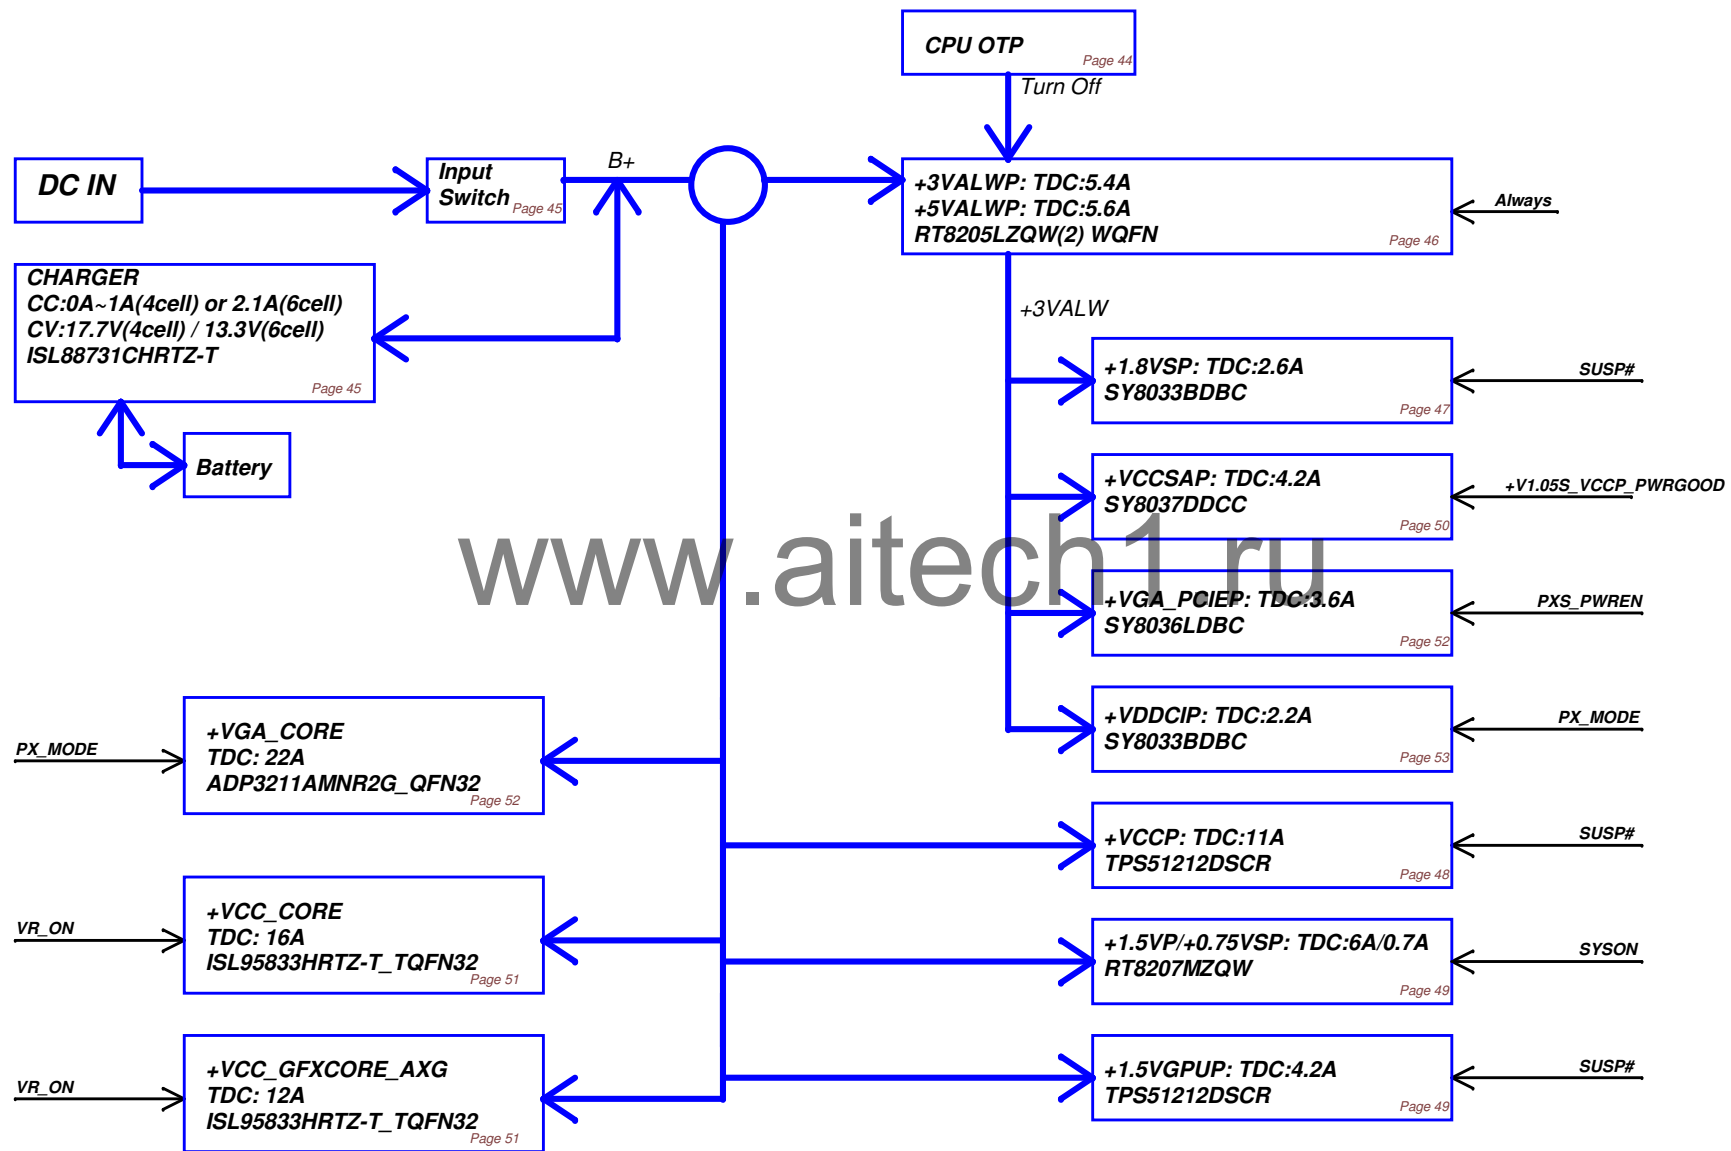 CPU OTP
Page 44
Turn Off
DC IN
Input
Switch
Page 45
B+
+3VALWP: TDC:5.4A
+5VALWP: TDC:5.6A
RT8205LZQW(2) WQFN
Page 46
Always
CHARGER
CC:0A~1A(4cell) or 2.1A(6cell)
CV:17.7V(4cell) / 13.3V(6cell)
ISL88731CHRTZ-T
Page 45
Battery
+3VALW
+1.8VSP: TDC:2.6A
SY8033BDBC
Page 47
SUSP#
+VCCSAP: TDC:4.2A
SY8037DDCC
Page 50
+V1.05S_VCCP_PWRGOOD
www.aitech1.ru
+VGA_PCIEP: TDC:3.6A
SY8036LDBC
Page 52
PXS_PWREN
+VDDCIP: TDC:2.2A
SY8033BDBC
Page 53
PX_MODE
PX_MODE
+VGA_CORE
TDC: 22A
ADP3211AMNR2G_QFN32
Page 52
+VCCP: TDC:11A
TPS51212DSCR
Page 48
SUSP#
VR_ON
+VCC_CORE
TDC: 16A
ISL95833HRTZ-T_TQFN32
Page 51
+1.5VP/+0.75VSP: TDC:6A/0.7A
RT8207MZQW
Page 49
SYSON
VR_ON
+VCC_GFXCORE_AXG
TDC: 12A
ISL95833HRTZ-T_TQFN32
Page 51
+1.5VGPUP: TDC:4.2A
TPS51212DSCR
Page 49
SUSP#